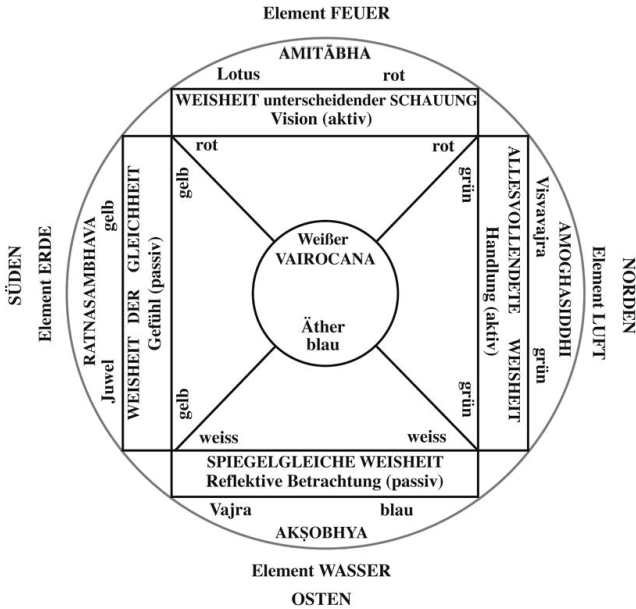 Element FEUER
AMITĀBHA
Lotus rot
WEISHEIT unterscheidender SCHAUUNG
Vision (aktiv)
rot rot
SÜDEN
Element ERDE
RATNASAMBHAVA
Juwel gelb
WEISHEIT DER GLEICHHEIT
Gefühl (passiv)
gelb gelb
Weißer
VAIROCANA
Äther
blau
grün grün
Handlung (aktiv)
ALLESVOLLENDETE WEISHEIT
Visvavajra grün
AMOGHASIDDHI
Element LUFT
NORDEN
weiss weiss
SPIEGELGLEICHE WEISHEIT
Reflektive Betrachtung (passiv)
Vajra blau
AKṢOBHYA
Element WASSER
OSTEN